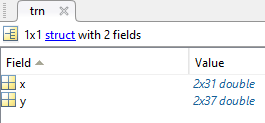 trn
1x1 struct with 2 fields
Field Value
x 2x31 double
y 2x37 double